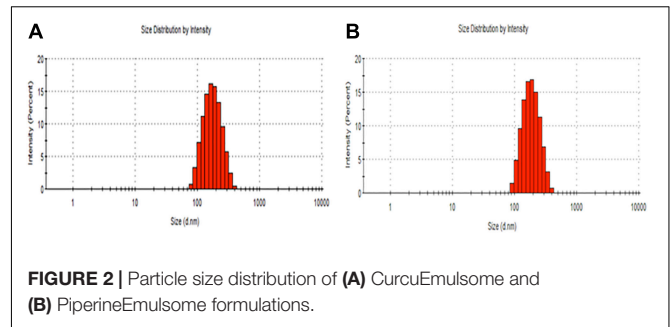 A
Size Distribution by Intensity
Intensity (Percent)
20
15
10
5
0
1 10 100 1000 10000
Size (d.nm)
B
Size Distribution by Intensity
Intensity (Percent)
20
15
10
5
0
1 10 100 1000 10000
Size (d.nm)
FIGURE 2 | Particle size distribution of (A) CurcuEmulsome and
(B) PiperineEmulsome formulations.